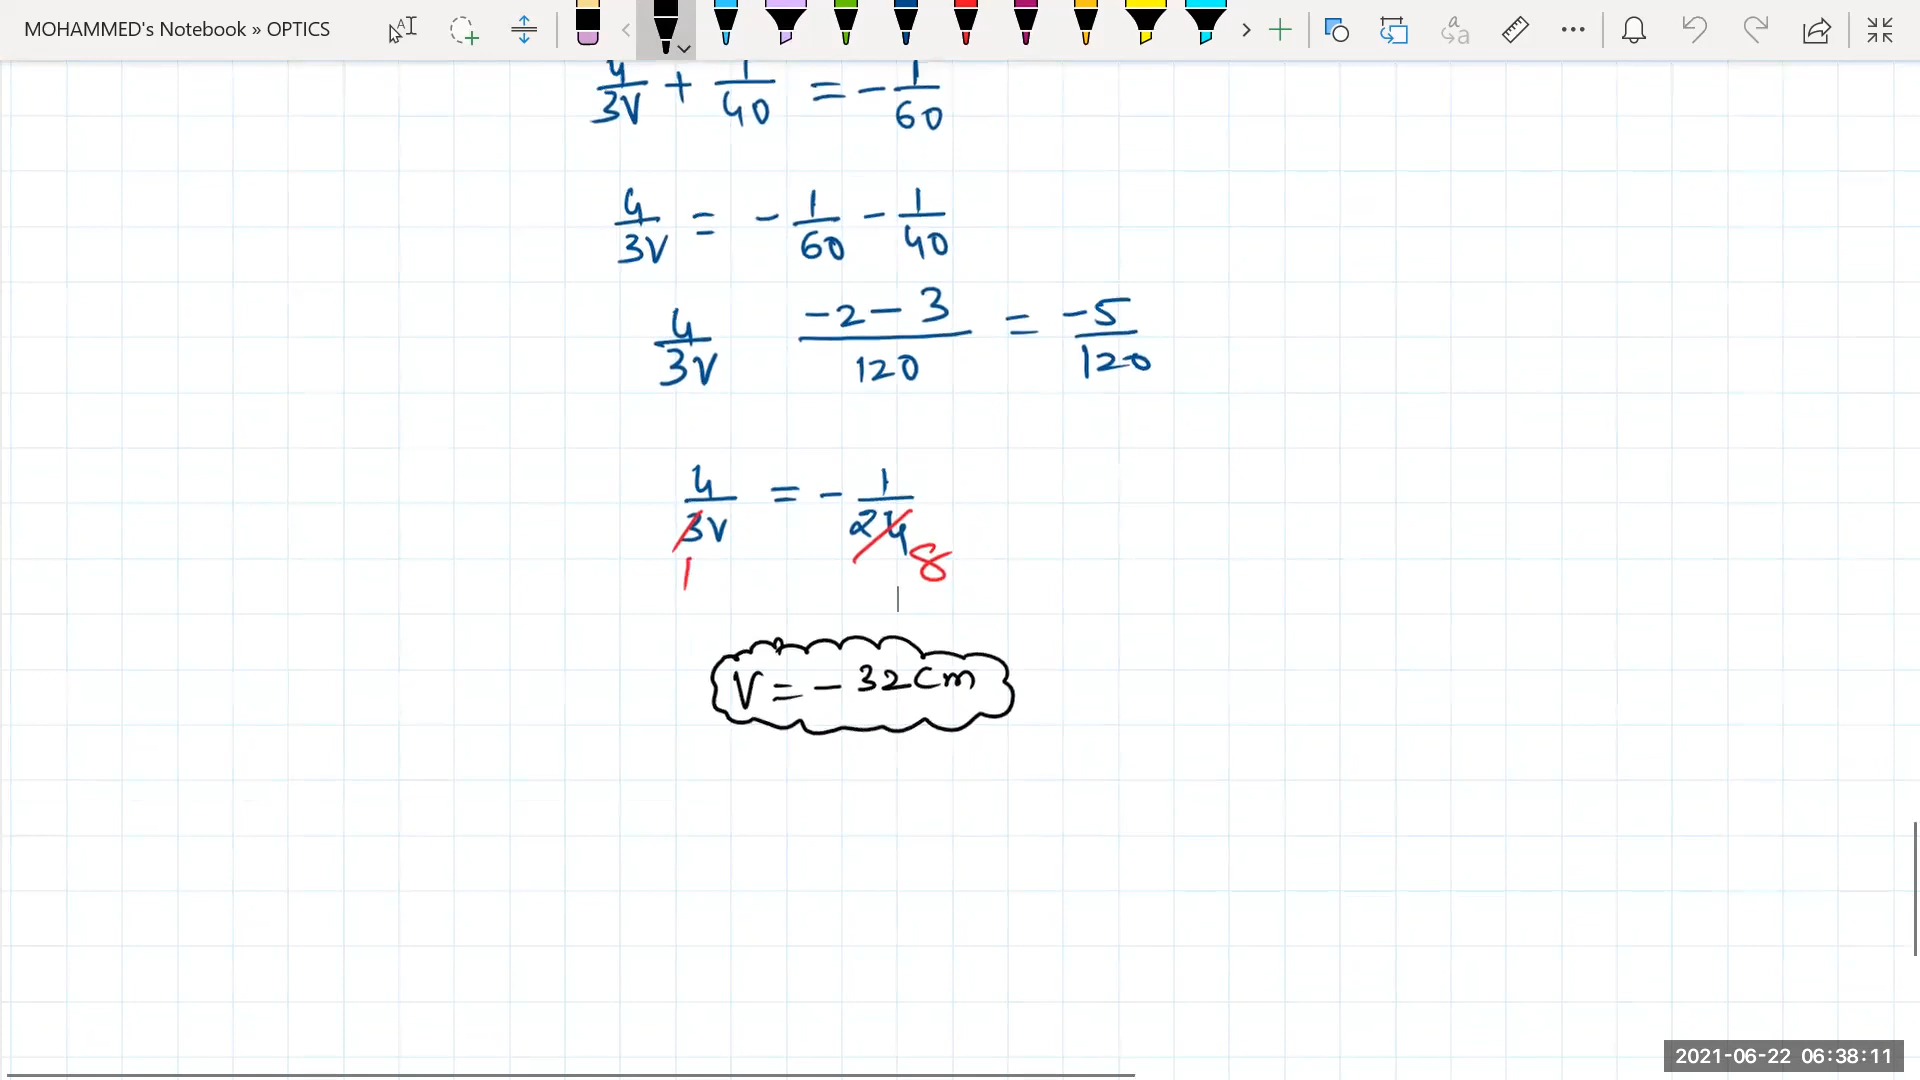 MOHAMMED's Notebook » OPTICS
4/3V + 1/40 = - 1/60
4/3V = - 1/60 - 1/40
4/3V -2-3/120 = -5/120
4/3V = - 1/24
1 8
V = - 32 cm
2021-06-22 06:38:11